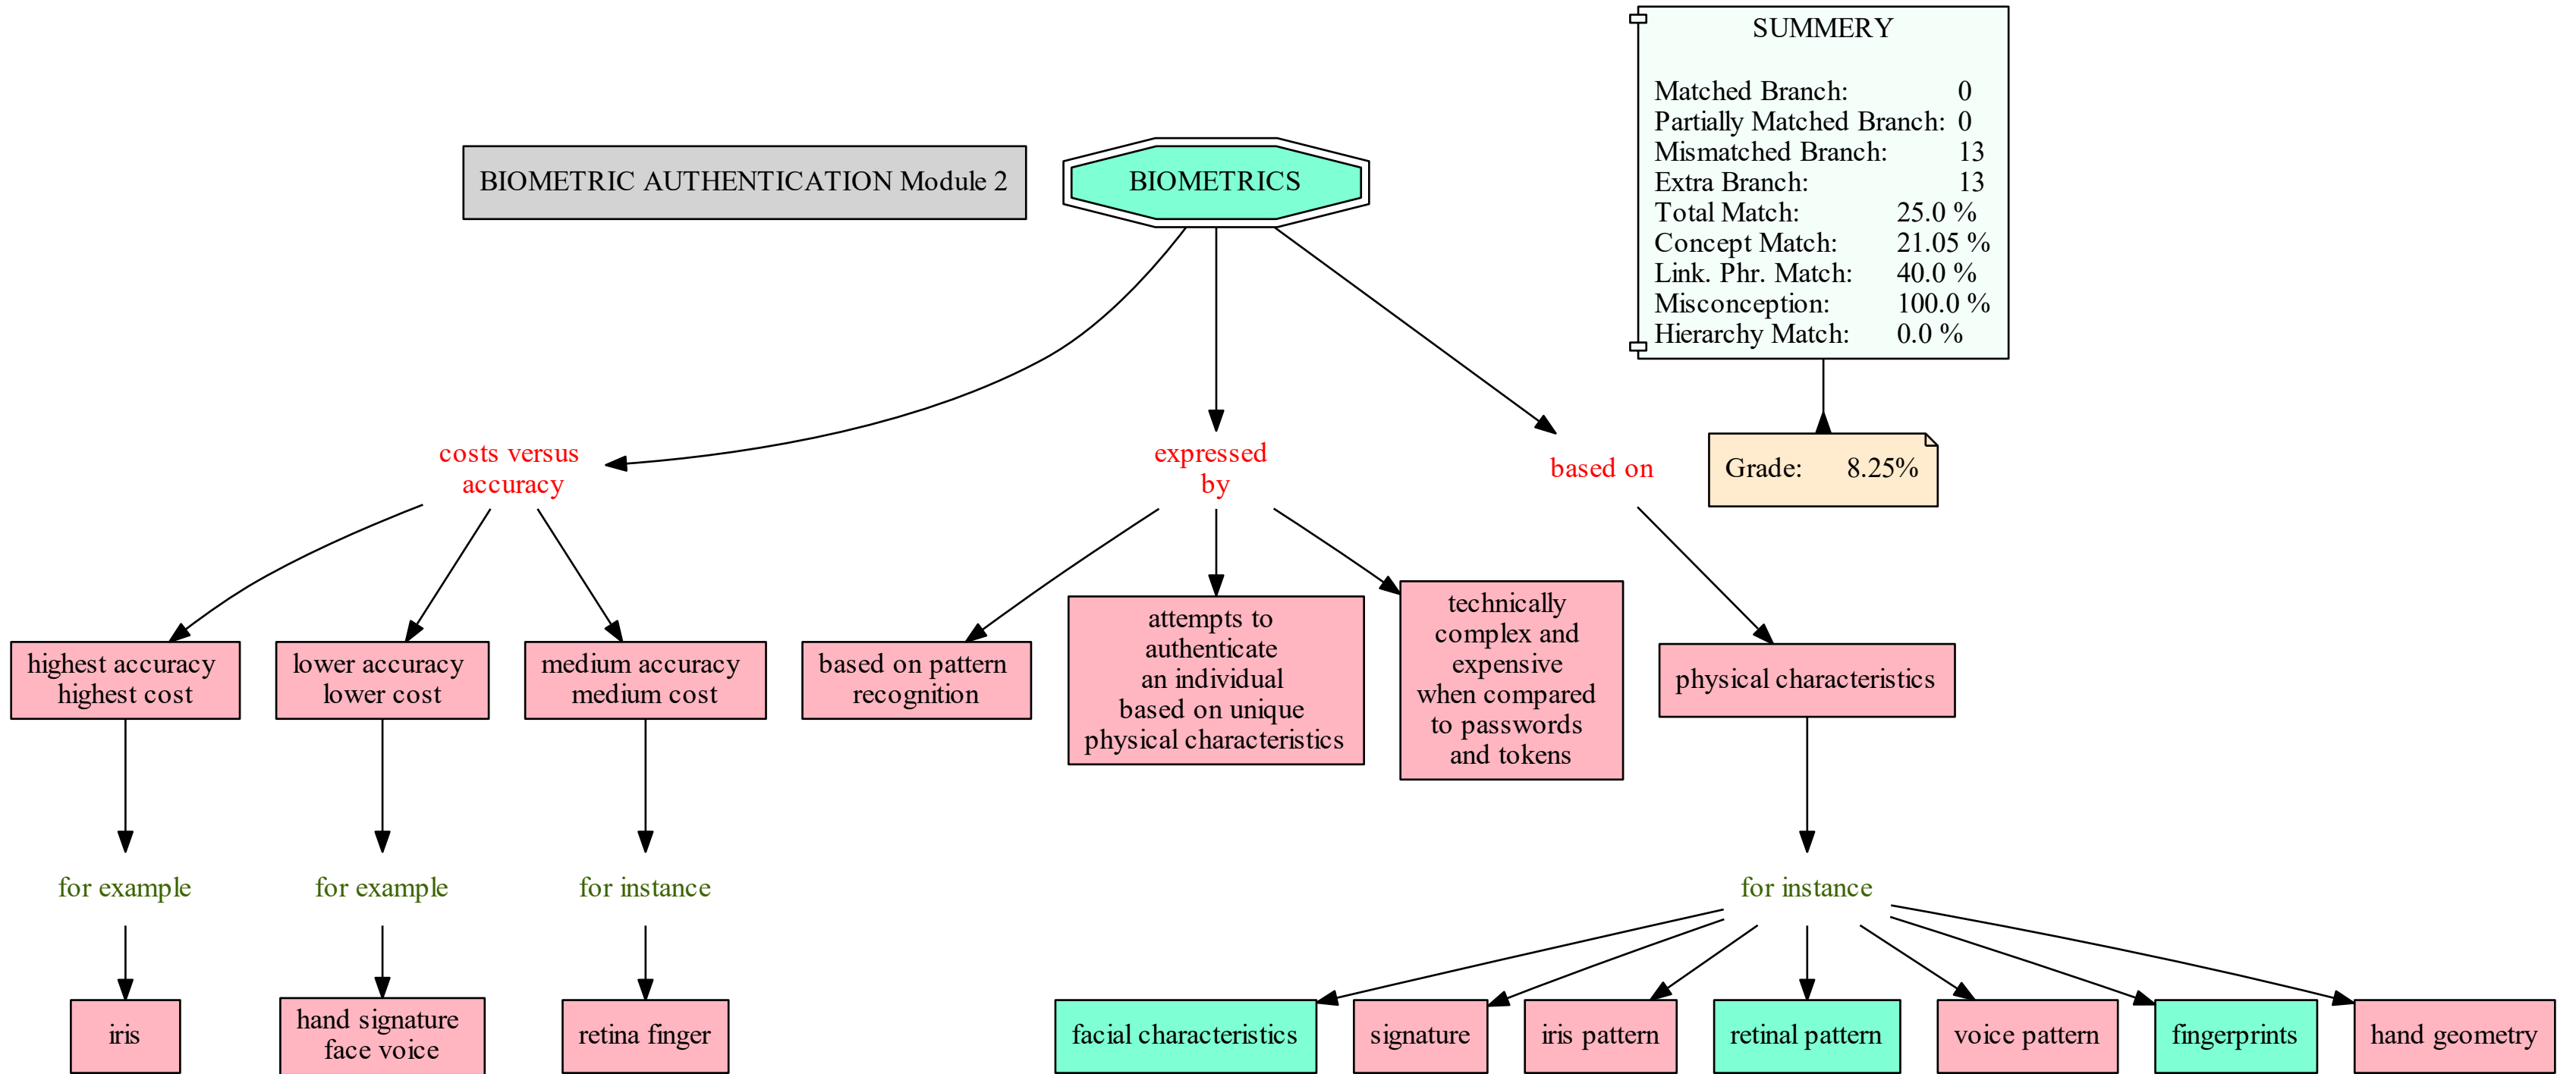 SUMMERY
Matched Branch: 0
Partially Matched Branch: 0
Mismatched Branch: 13
Extra Branch: 13
Total Match: 25.0 %
Concept Match: 21.05 %
Link. Phr. Match: 40.0 %
Misconception: 100.0 %
Hierarchy Match: 0.0 %
BIOMETRIC AUTHENTICATION Module 2
BIOMETRICS
costs versus
accuracy
expressed
by
based on
Grade: 8.25%
highest accuracy
highest cost
lower accuracy
lower cost
medium accuracy
medium cost
based on pattern
recognition
attempts to
authenticate
an individual
based on unique
physical characteristics
technically
complex and
expensive
when compared
to passwords
and tokens
physical characteristics
for example
for example
for instance
for instance
iris
hand signature
face voice
retina finger
facial characteristics
signature
iris pattern
retinal pattern
voice pattern
fingerprints
hand geometry